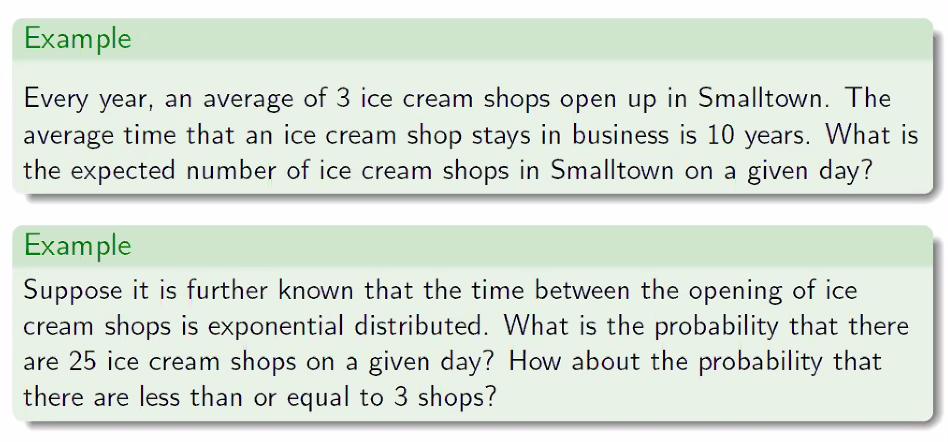 Example
Every year, an average of 3 ice cream shops open up in Smalltown. The
average time that an ice cream shop stays in business is 10 years. What is
the expected number of ice cream shops in Smalltown on a given day?
Example
Suppose it is further known that the time between the opening of ice
cream shops is exponential distributed. What is the probability that there
are 25 ice cream shops on a given day? How about the probability that
there are less than or equal to 3 shops?